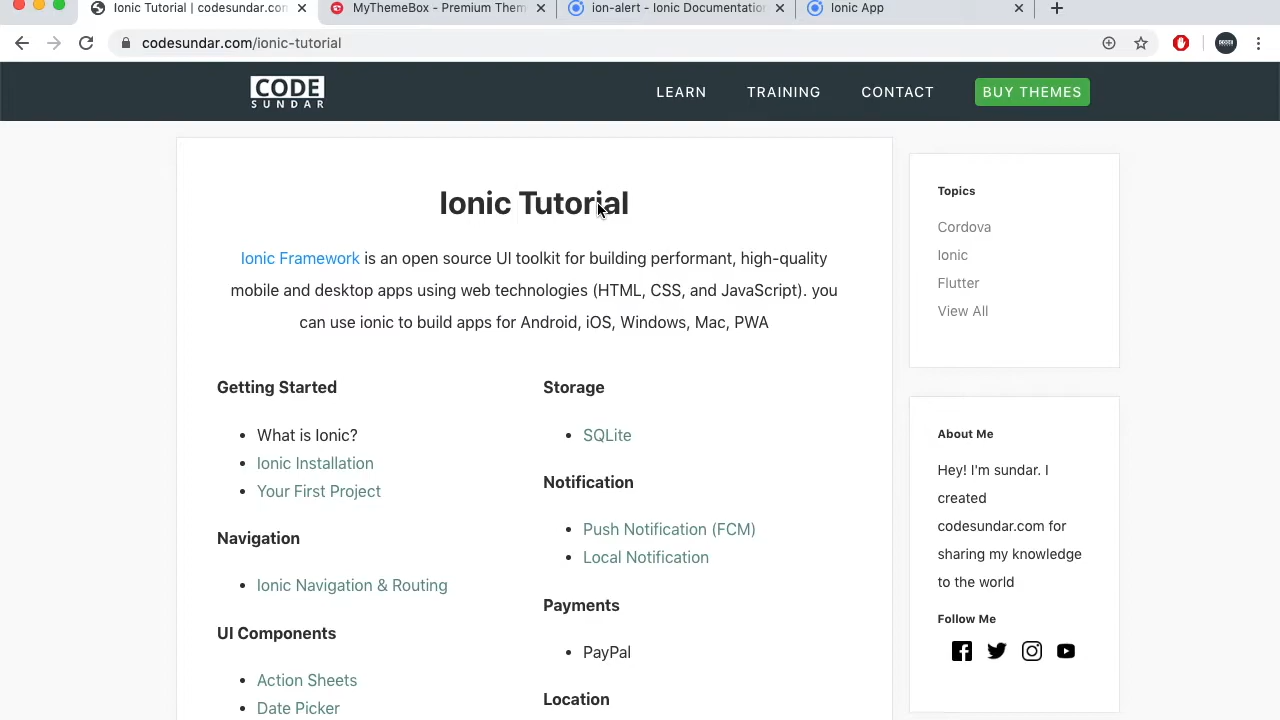 Ionic Tutorial | codesundar.com
MyThemeBox - Premium Them
ion-alert - Ionic Documentation
Ionic App
codesundar.com/ionic-tutorial
CODE
SUNDAR
LEARN
TRAINING
CONTACT
BUY THEMES
Ionic Tutorial
Ionic Framework is an open source UI toolkit for building performant, high-quality
mobile and desktop apps using web technologies (HTML, CSS, and JavaScript). you
can use ionic to build apps for Android, iOS, Windows, Mac, PWA
Getting Started
What is Ionic?
Ionic Installation
Your First Project
Navigation
Ionic Navigation & Routing
UI Components
Action Sheets
Date Picker
Storage
SQLite
Notification
Push Notification (FCM)
Local Notification
Payments
PayPal
Location
Topics
Cordova
Ionic
Flutter
View All
About Me
Hey! I'm sundar. I
created
codesundar.com for
sharing my knowledge
to the world
Follow Me